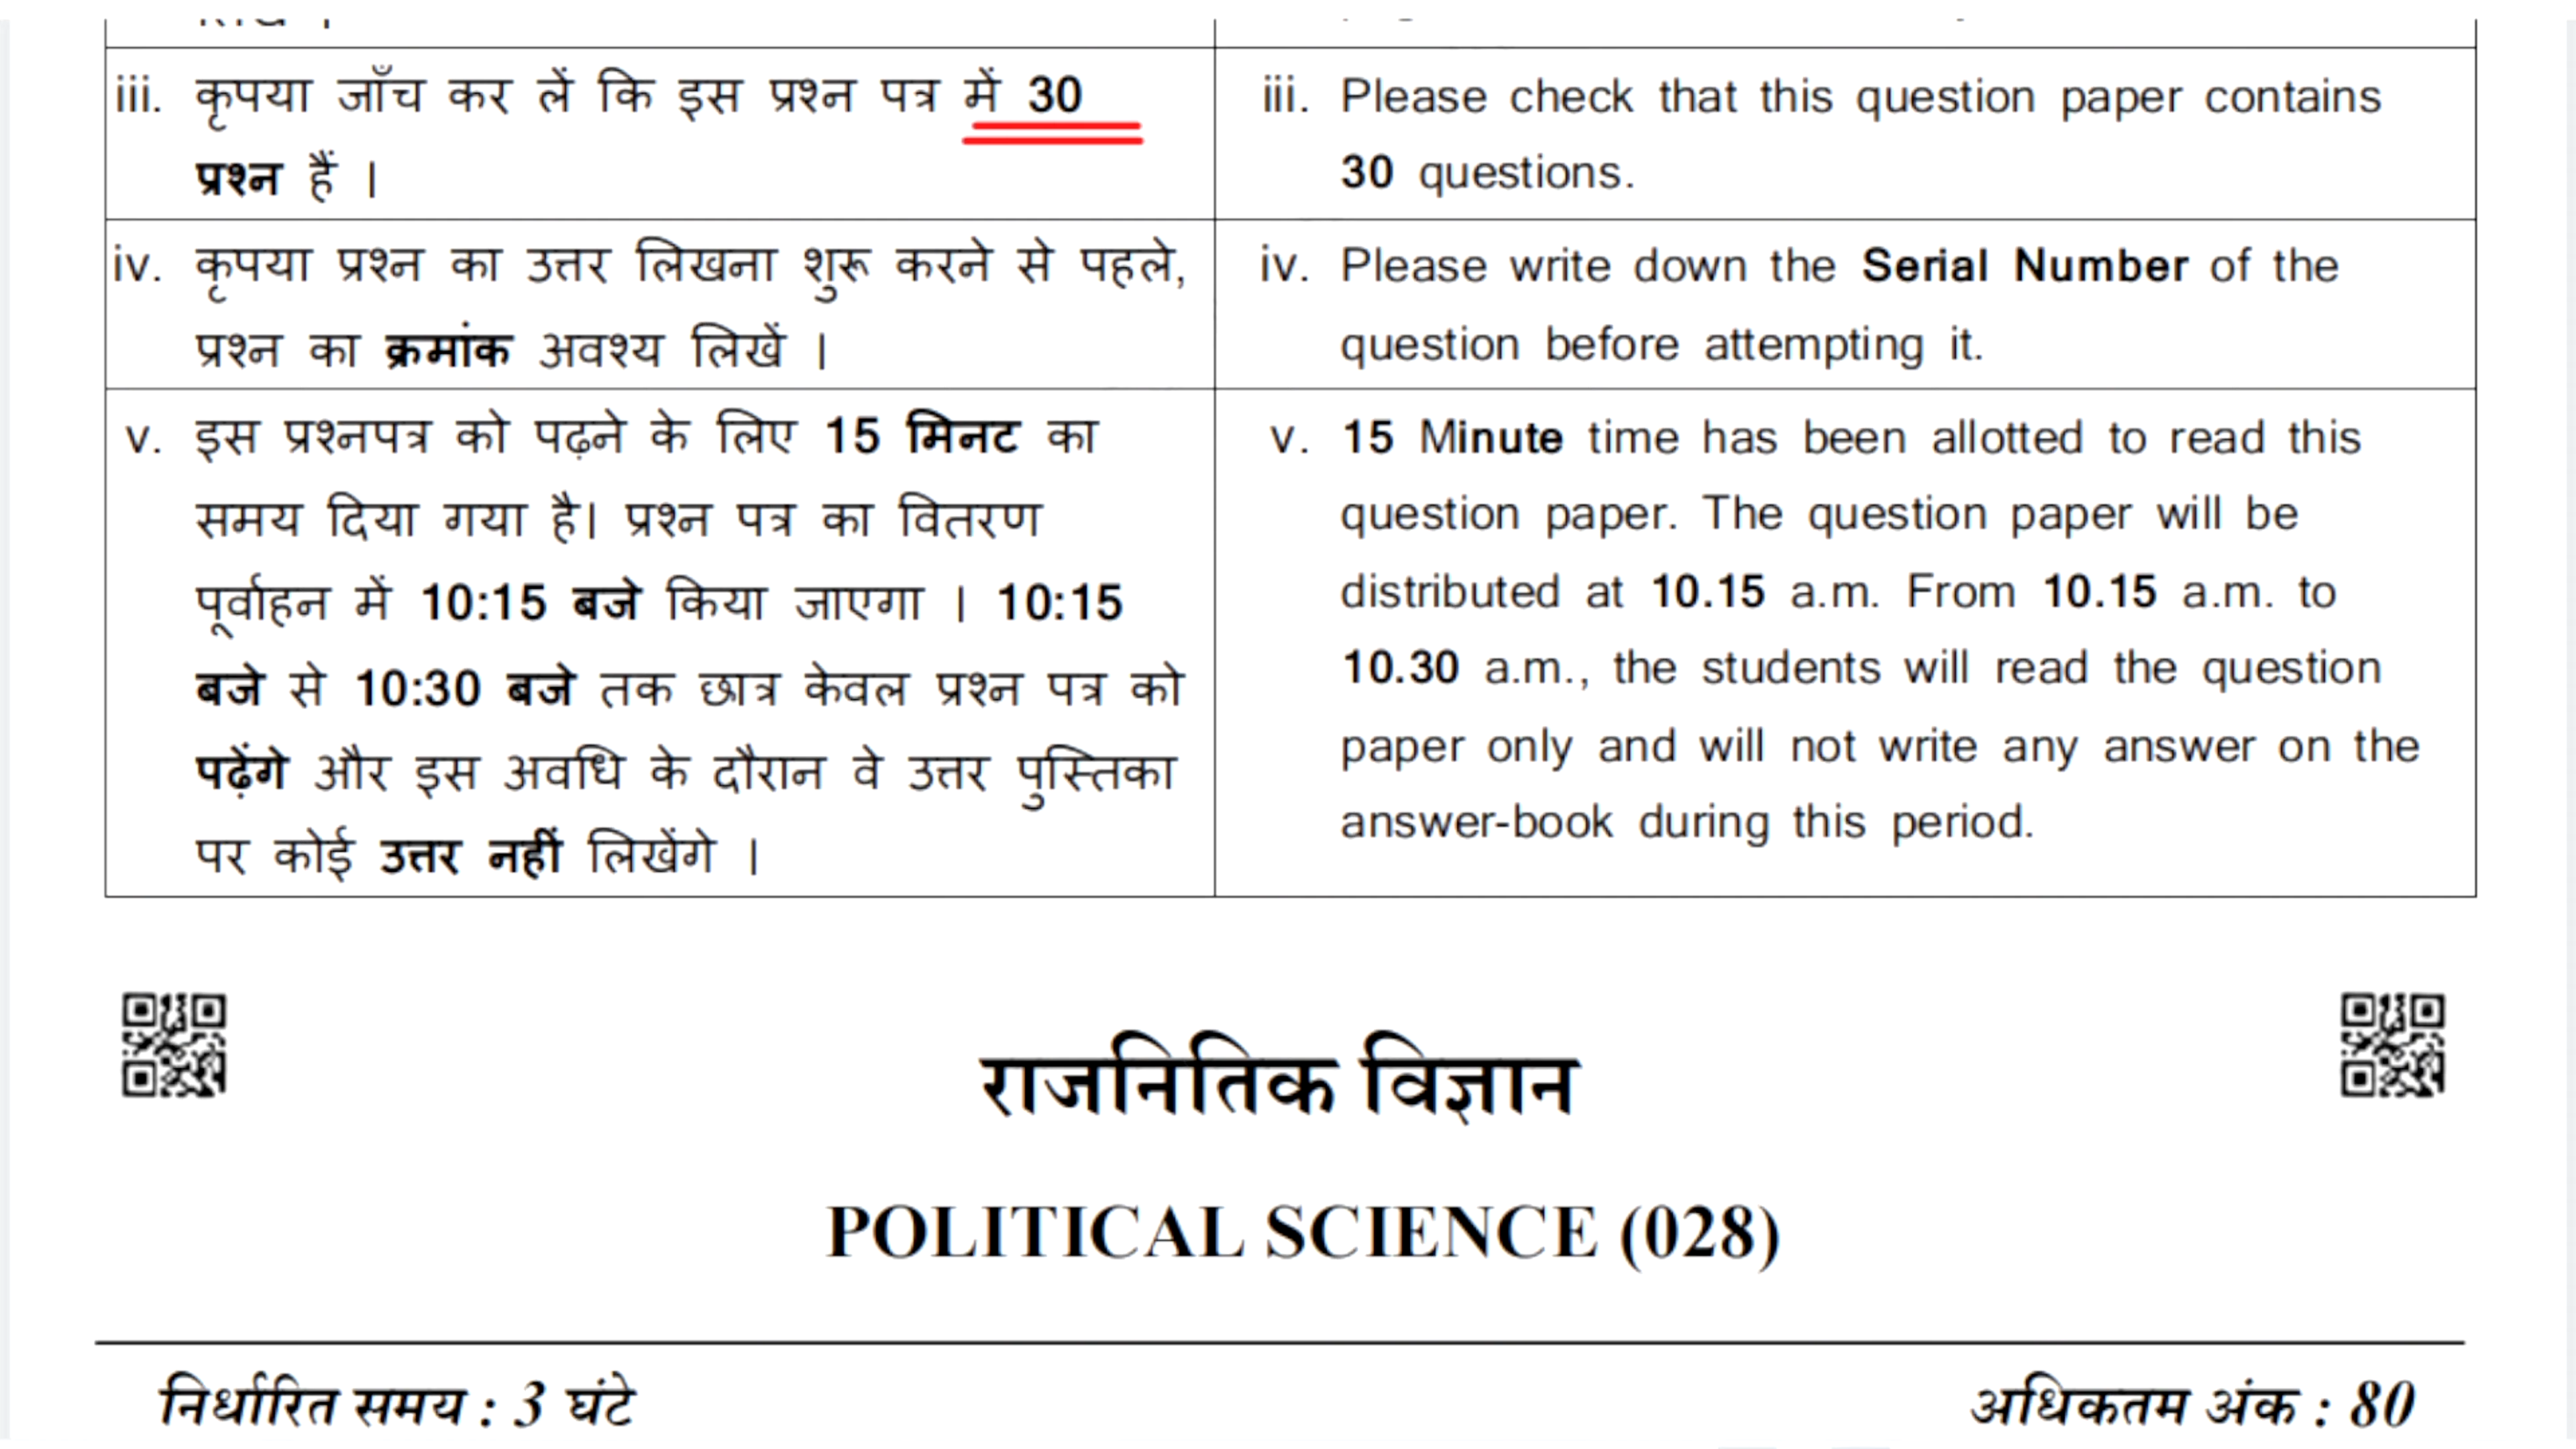 iii. कृपया जाँच कर लें कि इस प्रश्न पत्र में 30
प्रश्न हैं |
iv. कृपया प्रश्न का उत्तर लिखना शुरू करने से पहले,
प्रश्न का क्रमांक अवश्य लिखें |
v. इस प्रश्नपत्र को पढ़ने के लिए 15 मिनट का
समय दिया गया है। प्रश्न पत्र का वितरण
पूर्वाहन में 10:15 बजे किया जाएगा | 10:15
बजे से 10:30 बजे तक छात्र केवल प्रश्न पत्र को
पढ़ेंगे और इस अवधि के दौरान वे उत्तर पुस्तिका
पर कोई उत्तर नहीं लिखेंगे |
iii. Please check that this question paper contains
30 questions.
iv. Please write down the Serial Number of the
question before attempting it.
v. 15 Minute time has been allotted to read this
question paper. The question paper will be
distributed at 10.15 a.m. From 10.15 a.m. to
10.30 a.m., the students will read the question
paper only and will not write any answer on the
answer-book during this period.
राजनितिक विज्ञान
POLITICAL SCIENCE (028)
निर्धारित समय : 3 घंटे
अधिकतम अंक : 80